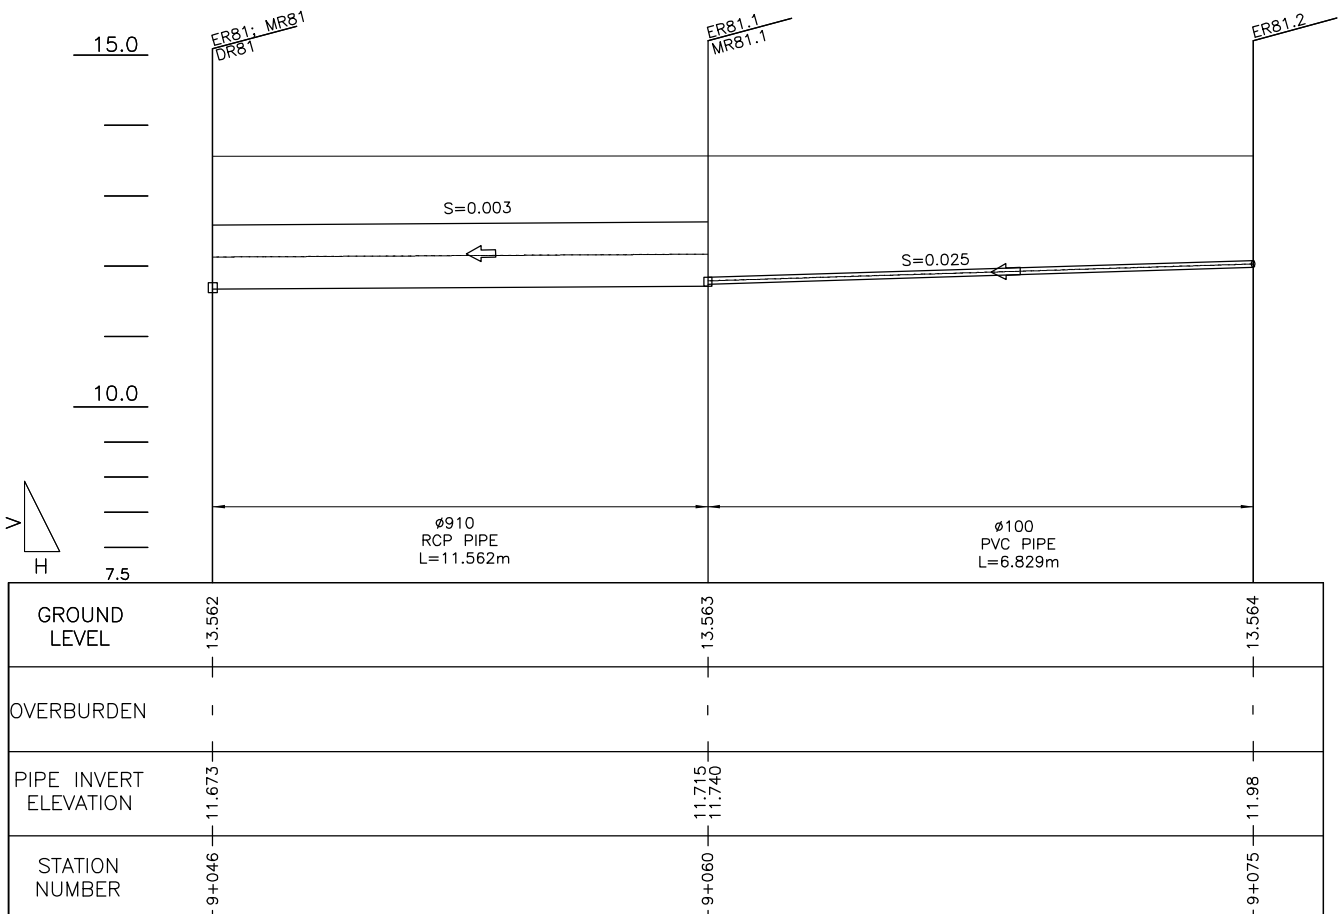 ER81; MR81
DR81
ER81.1
MR81.1
ER81.2
15.0
S=0.003
S=0.025
10.0
V
H
7.5
ø910
RCP PIPE
L=11.562m
ø100
PVC PIPE
L=6.829m
GROUND
LEVEL
13.562
13.563
13.564
OVERBURDEN
-
-
-
PIPE INVERT
ELEVATION
11.673
11.715
11.740
11.98
STATION
NUMBER
9+046
9+060
9+075